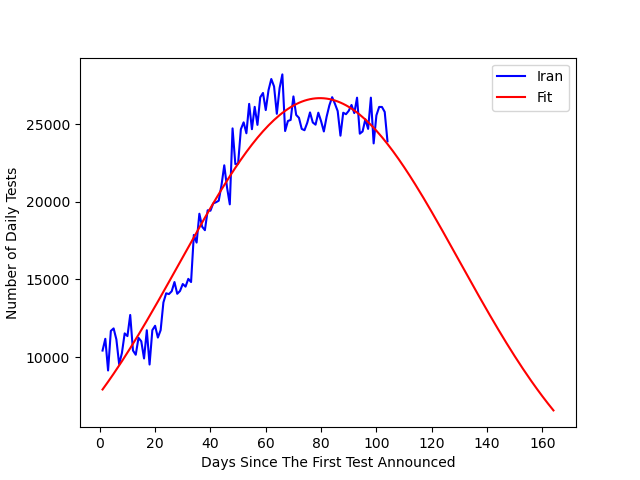 Iran
Fit
25000
20000
15000
10000
Number of Daily Tests
0 20 40 60 80 100 120 140 160
Days Since The First Test Announced